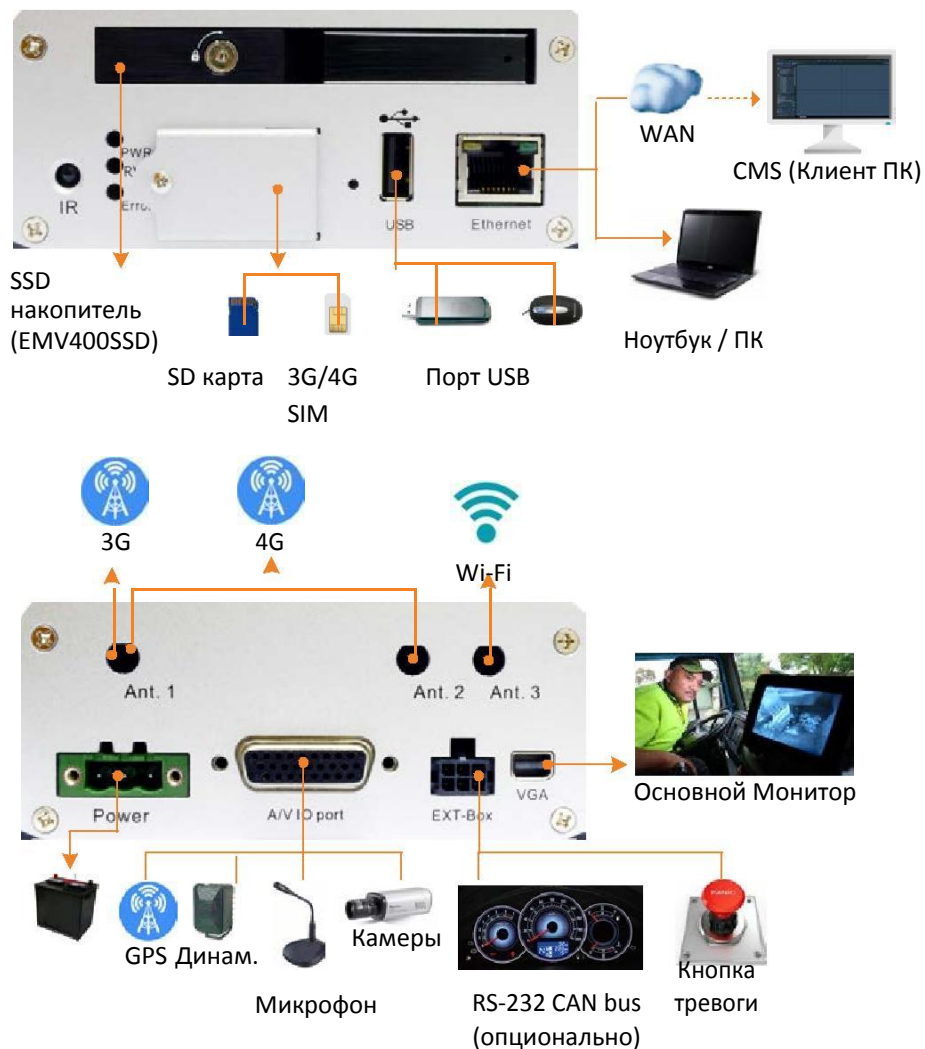 WAN
CMS (Клиент ПК)
PWR
IR
Erro
USB
Ethernet
SSD
накопитель
(EMV400SSD)
Ноутбук / ПК
SD карта
3G/4G
SIM
Порт USB
3G
4G
Wi-Fi
Ant. 1
Ant. 2
Ant. 3
Power
A/V IO port
EXT-Box
VGA
Основной Монитор
GPS
Динам.
Камеры
Микрофон
RS-232 CAN bus
(опционально)
Кнопка
тревоги